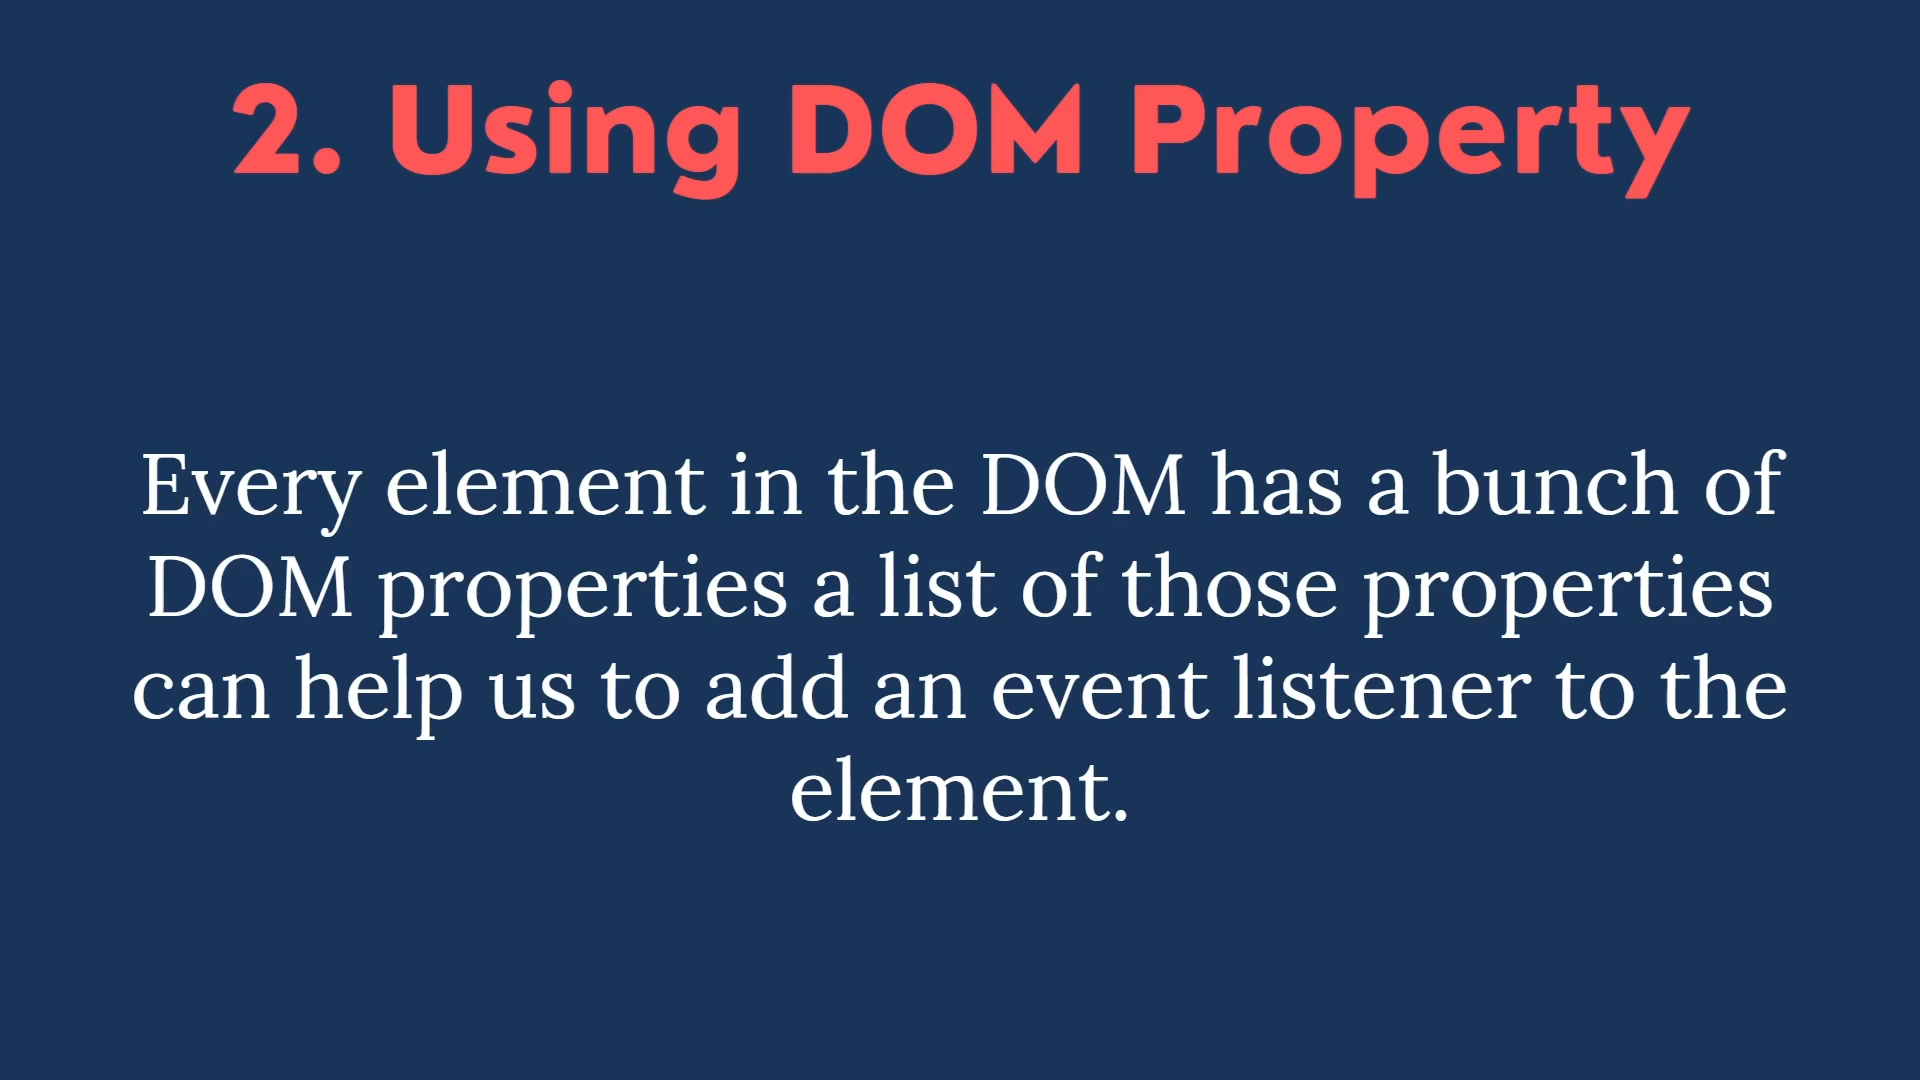 2. Using DOM Property
Every element in the DOM has a bunch of
DOM properties a list of those properties
can help us to add an event listener to the
element.